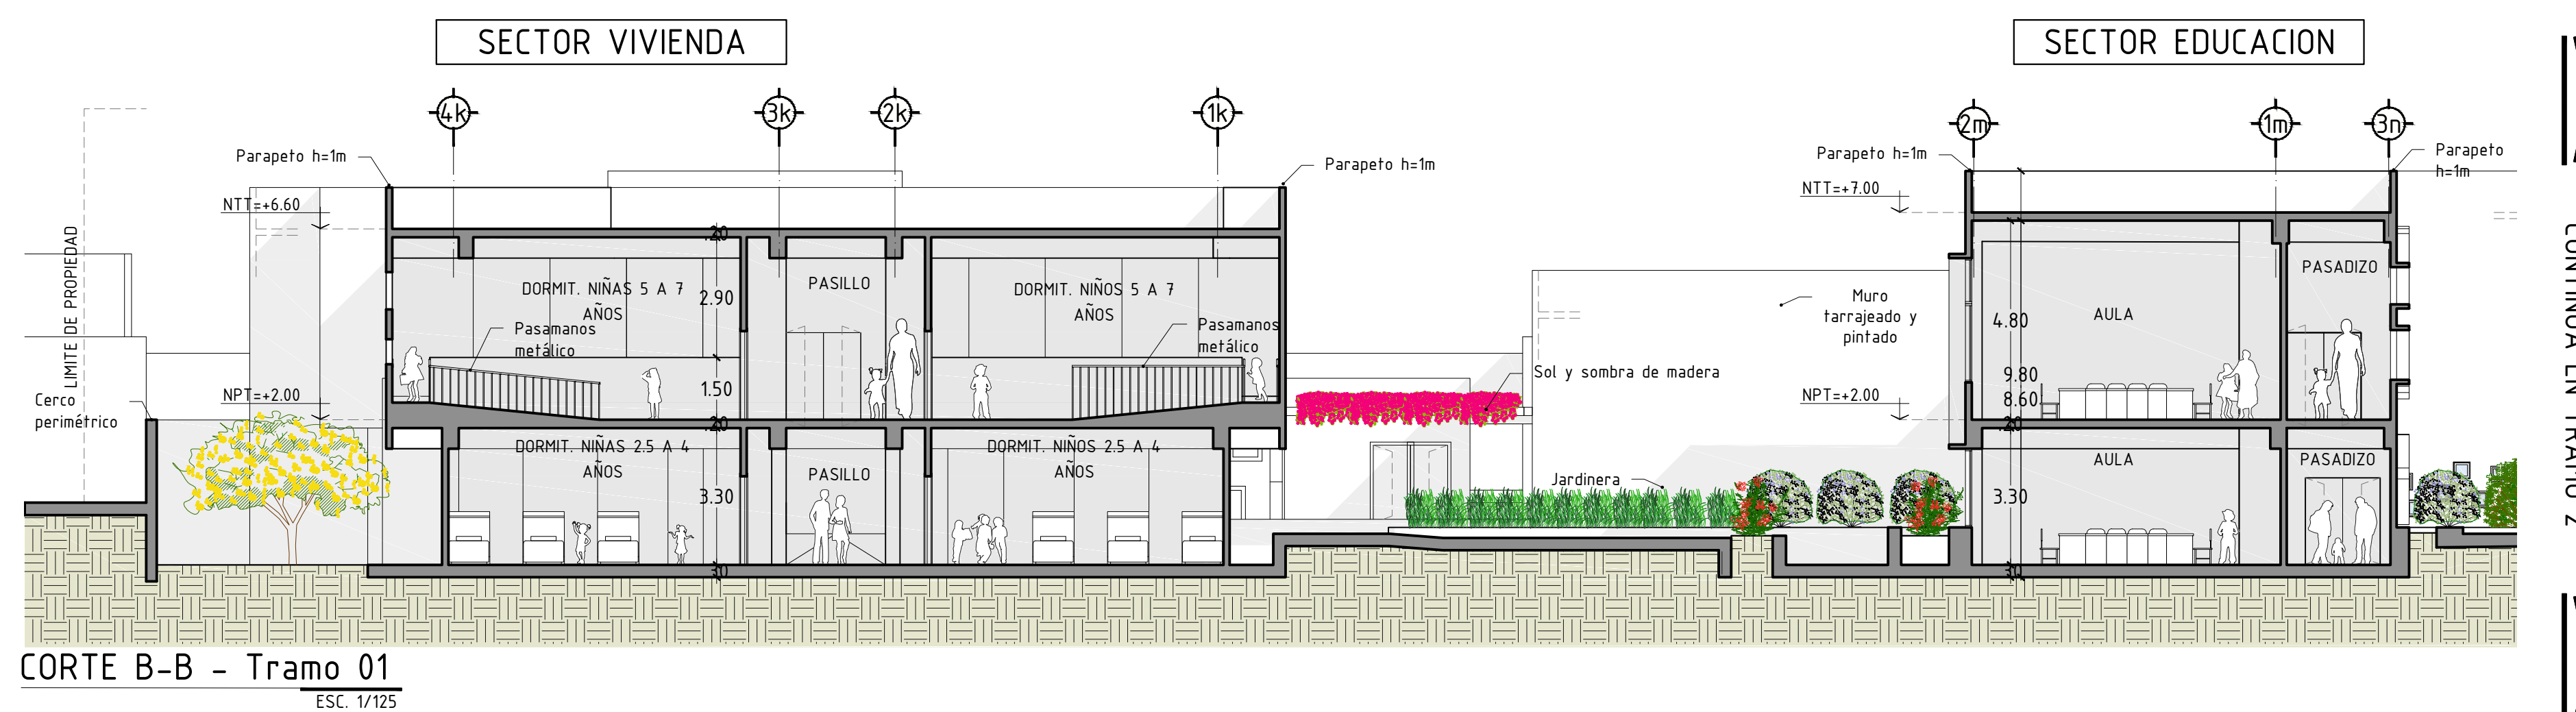 SECTOR VIVIENDA
SECTOR EDUCACION
4k
3k
2k
1k
2m
1m
3n
Parapeto h=1m
Parapeto h=1m
Parapeto h=1m
Parapeto
h=1m
NTT=+6.60
NTT=+7.00
LIMITE DE PROPIEDAD
.20
DORMIT. NIÑAS 5 A 7
AÑOS
2.90
PASILLO
DORMIT. NIÑOS 5 A 7
AÑOS
Pasamanos
metálico
Pasamanos
metálico
Muro
tarrajeado y
pintado
AULA
4.80
PASADIZO
Sol y sombra de madera
1.50
9.80
8.60
NPT=+2.00
NPT=+2.00
Cerco
perimétrico
.20
.20
DORMIT. NIÑAS 2.5 A 4
AÑOS
PASILLO
DORMIT. NIÑOS 2.5 A 4
AÑOS
3.30
Jardinera
AULA
PASADIZO
3.30
.30
.30
CONTINUA EN TRAMO 2
CORTE B-B - Tramo 01
ESC. 1/125